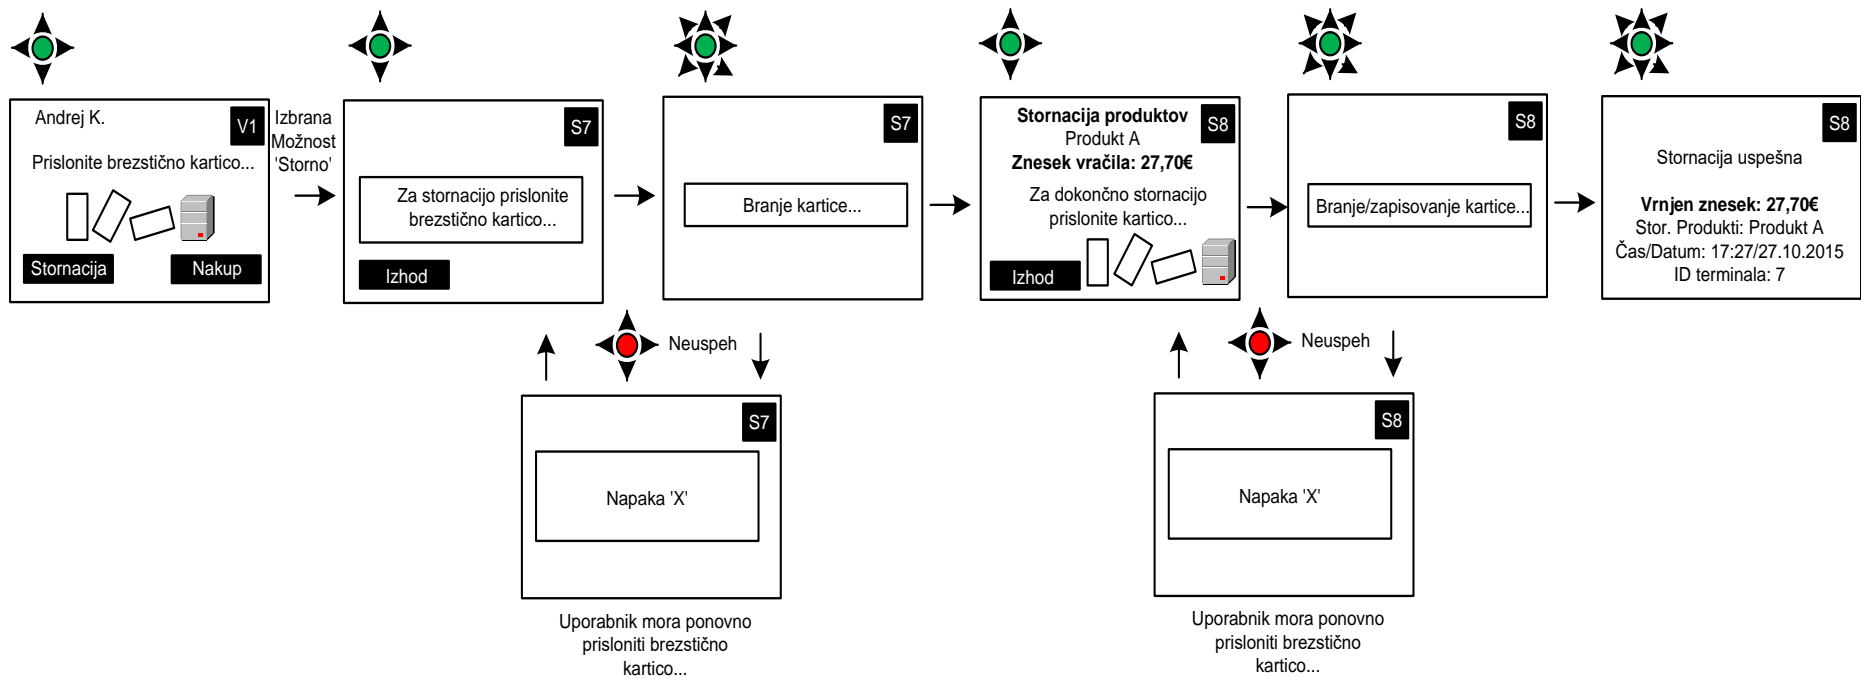 Andrej K.
V1
Prislonite brezstično kartico...
Stornacija
Nakup
Izbrana
Možnost
'Storno'
S7
Za stornacijo prislonite
brezstično kartico...
Izhod
S7
Branje kartice...
Stornacija produktov
S8
Produkt A
Znesek vračila: 27,70€
Za dokončno stornacijo
prislonite kartico...
Izhod
S8
Branje/zapisovanje kartice...
S8
Stornacija uspešna
Vrnjen znesek: 27,70€
Stor. Produkti: Produkt A
Čas/Datum: 17:27/27.10.2015
ID terminala: 7
Neuspeh
S7
Napaka 'X'
Uporabnik mora ponovno
prisloniti brezstično
kartico...
Neuspeh
S8
Napaka 'X'
Uporabnik mora ponovno
prisloniti brezstično
kartico...